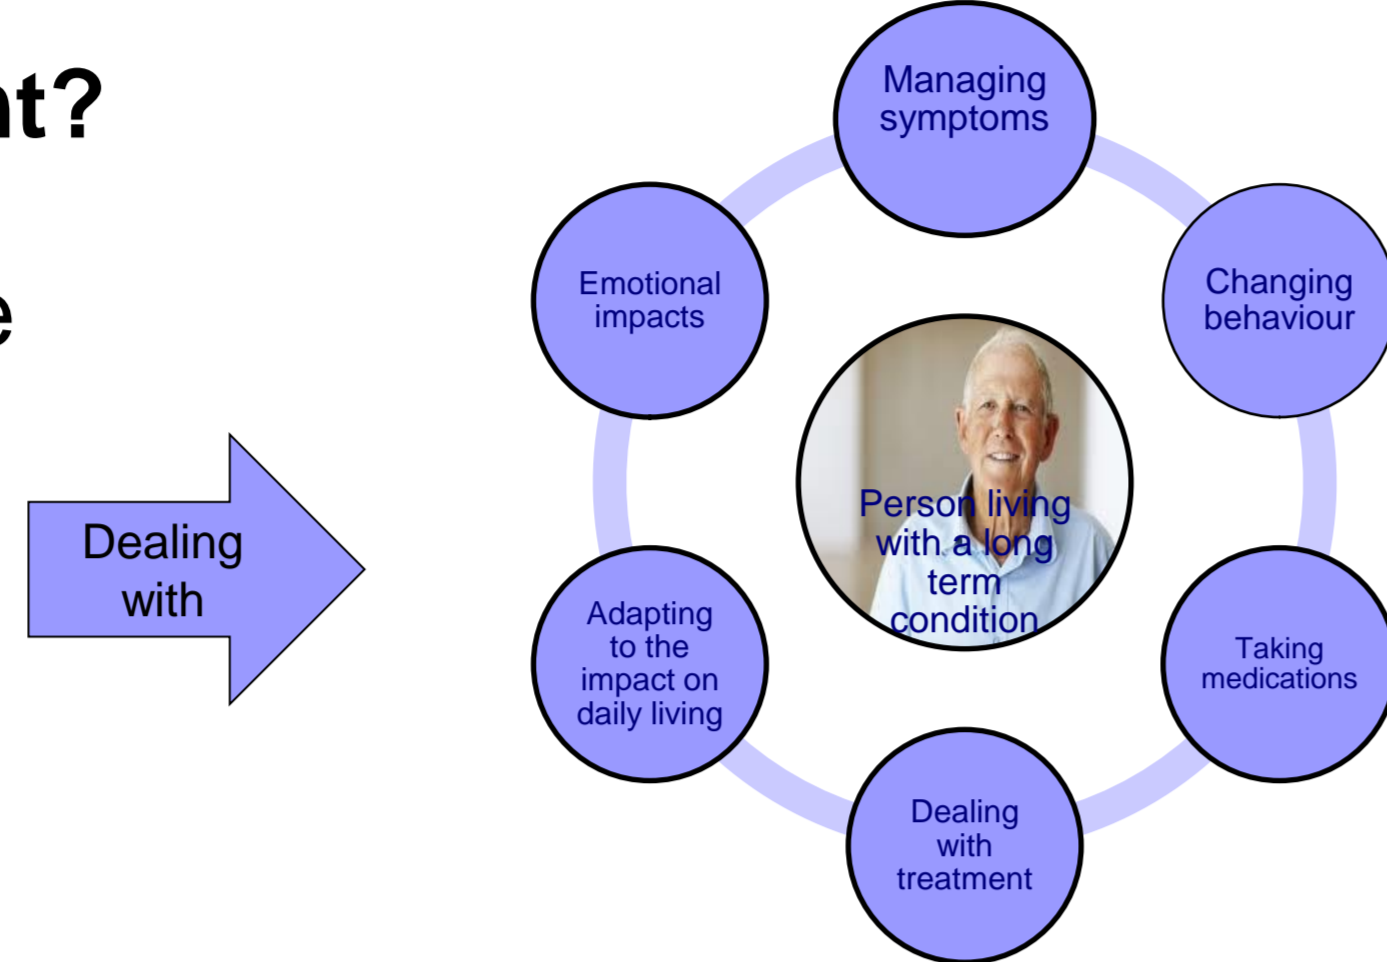 nt?
e
Dealing
with
Managing
symptoms
Changing
behaviour
Taking
medications
Dealing
with
treatment
Adapting
to the
impact on
daily living
Emotional
impacts
Person living
with a long
term
condition